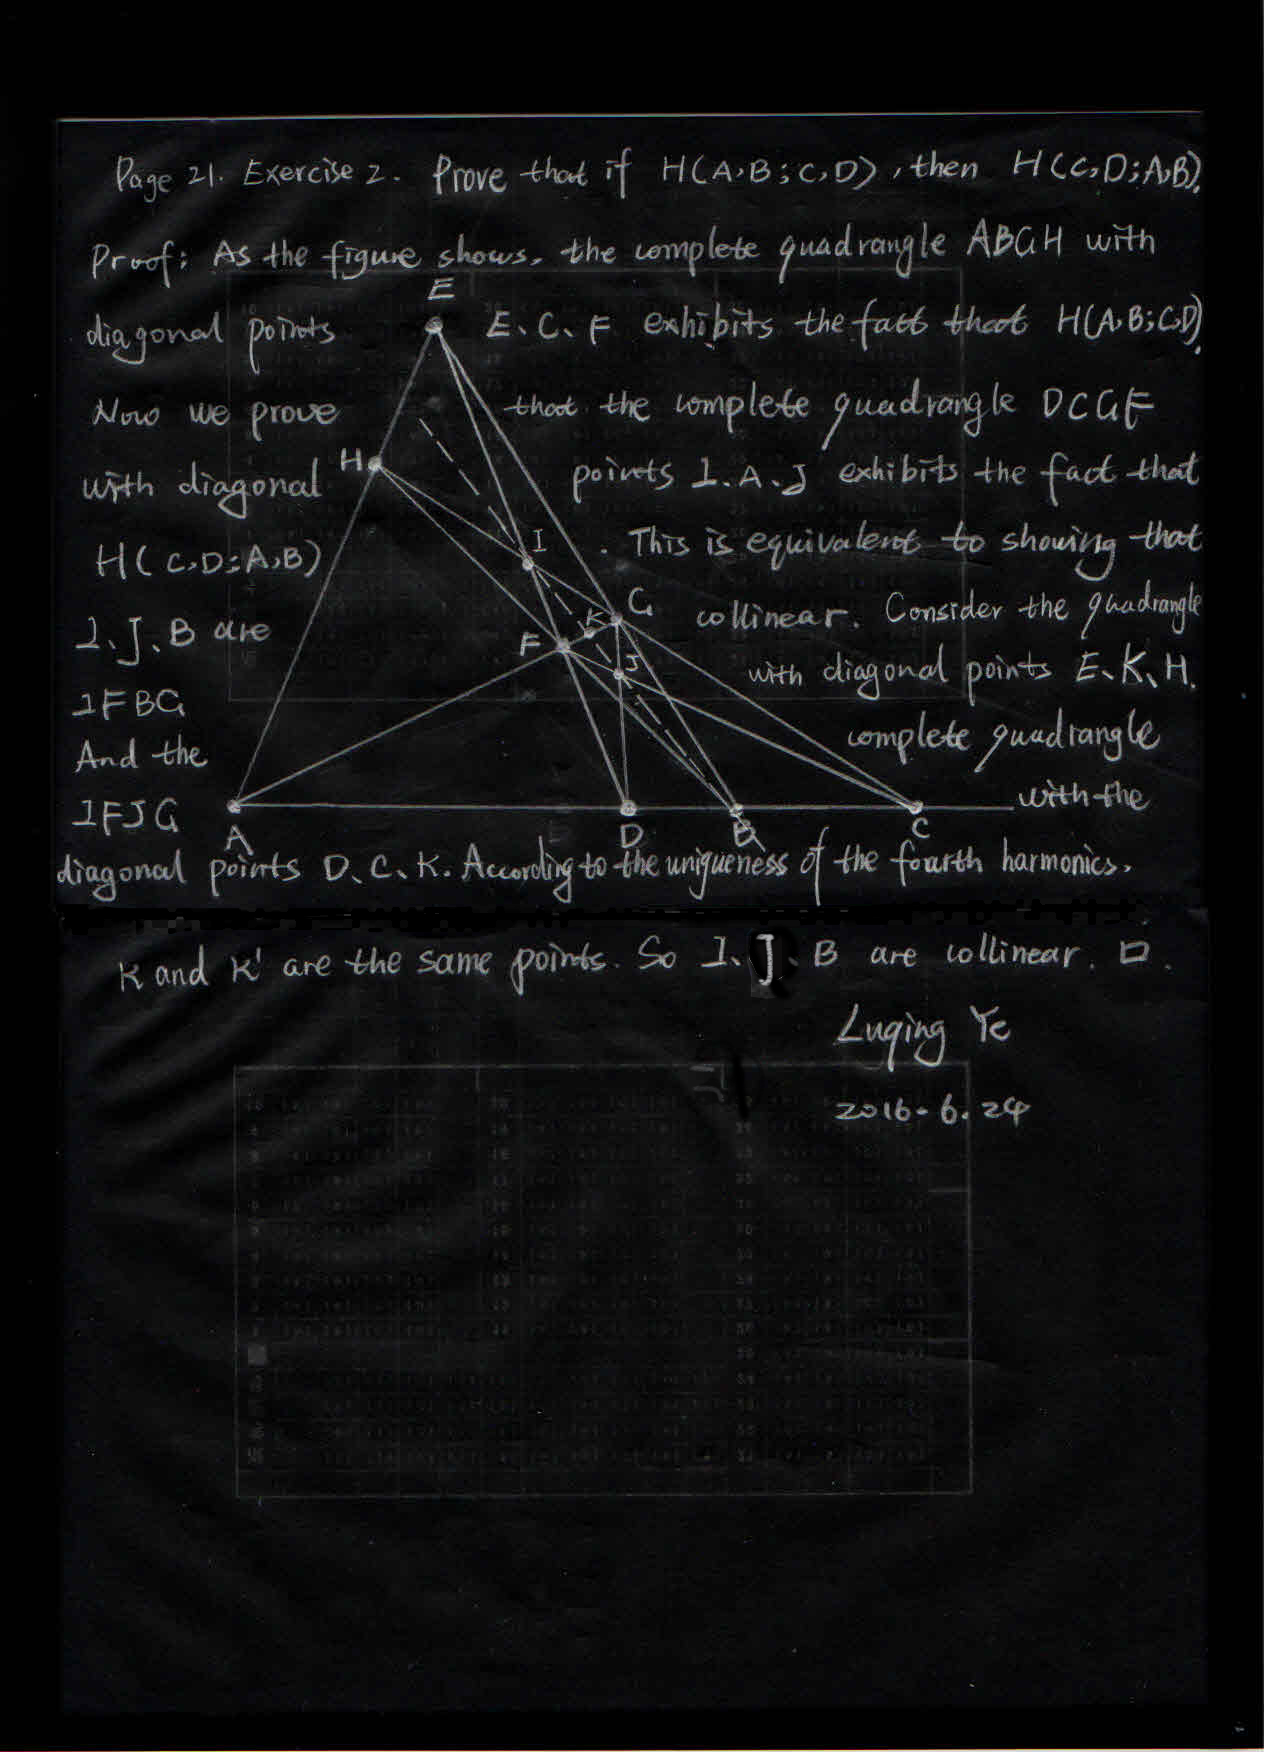 Page 21. Exercise 2. Prove that if H(A,B;C,D), then H(C,D;A,B).
Proof: As the figure shows, the complete quadrangle ABGH with
E
diagonal points E、C、F exhibits the fact that H(A,B;C,D).
Now we prove that the complete quadrangle DCGF
H
with diagonal points I.A.J exhibits the fact that
I
H(C,D;A,B). This is equivalent to showing that
G
K
I、J、B are collinear. Consider the quadrangle
F
J
IFBG with diagonal points E、K、H.
And the complete quadrangle
IFJG with the
A D B C
diagonal points D、C、K. According to the uniqueness of the fourth harmonics,
K and K' are the same points. So I、J、B are collinear. □.
Luqing Ye
2016.6.24